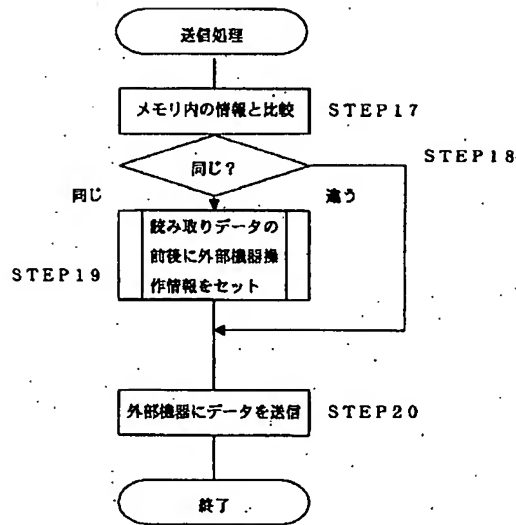 送信処理
メモリ内の情報と比較
STEP17
同じ?
STEP18
同じ
違う
読み取りデータの
前後に外部機器操
作情報をセット
STEP19
外部機器にデータを送信
STEP20
終了